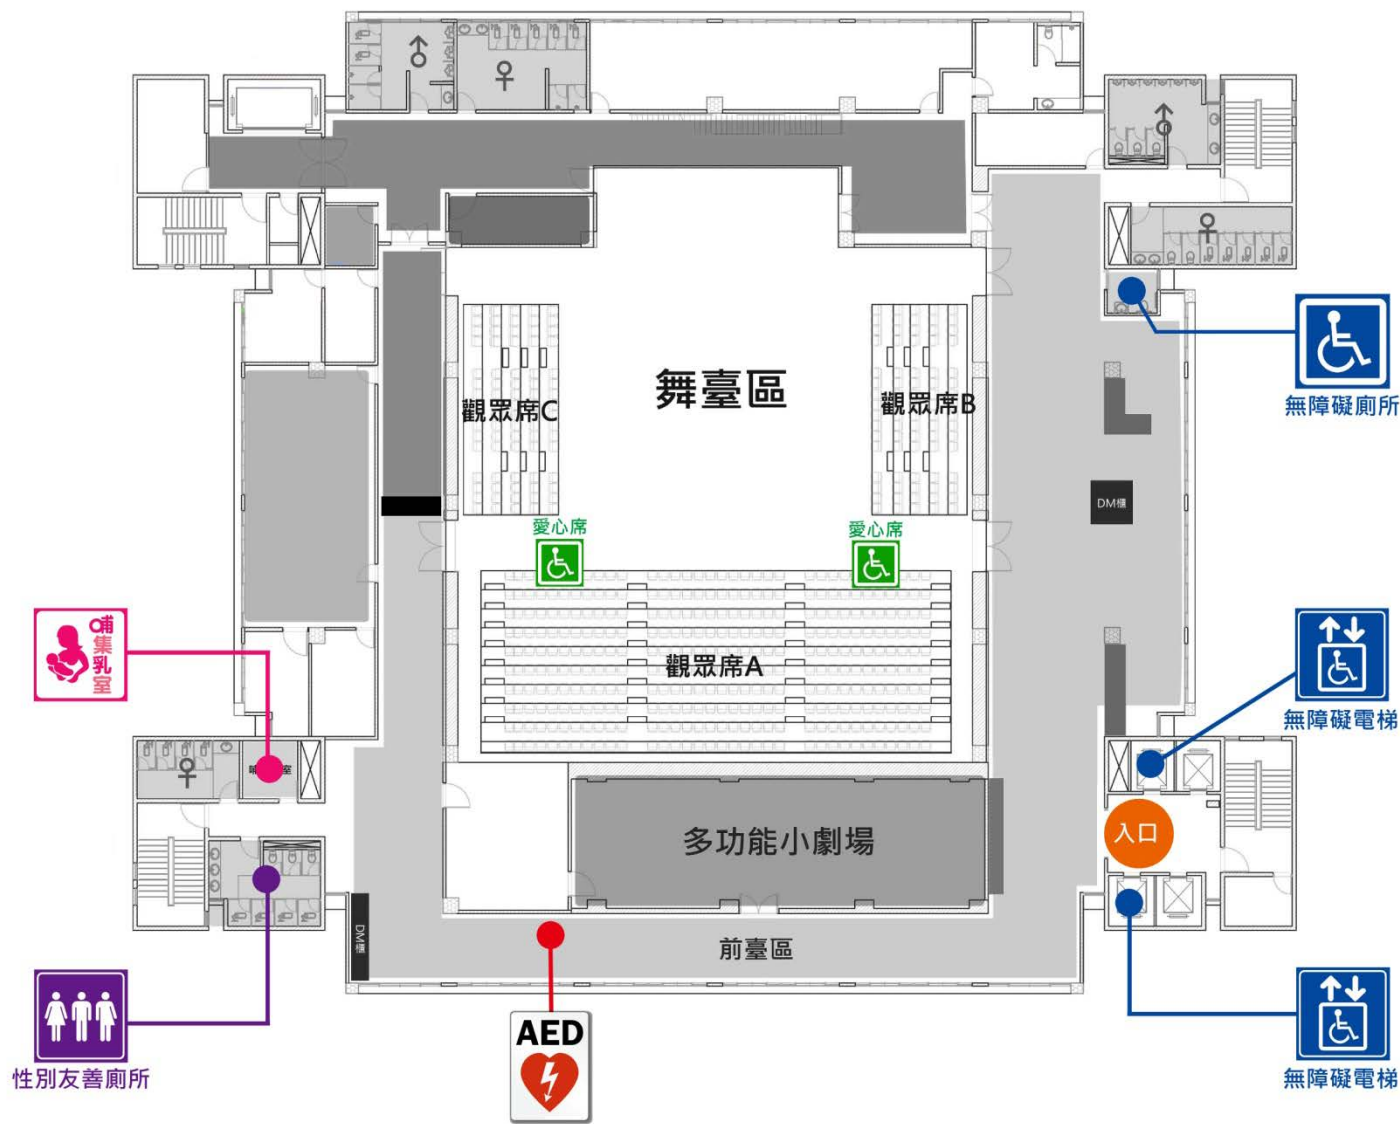 舞臺區
觀眾席C
觀眾席B
無障礙廁所
DM櫃
愛心席
愛心席
哺
集
乳
室
觀眾席A
無障礙電梯
室
入口
多功能小劇場
DM櫃
前臺區
性別友善廁所
AED
無障礙電梯